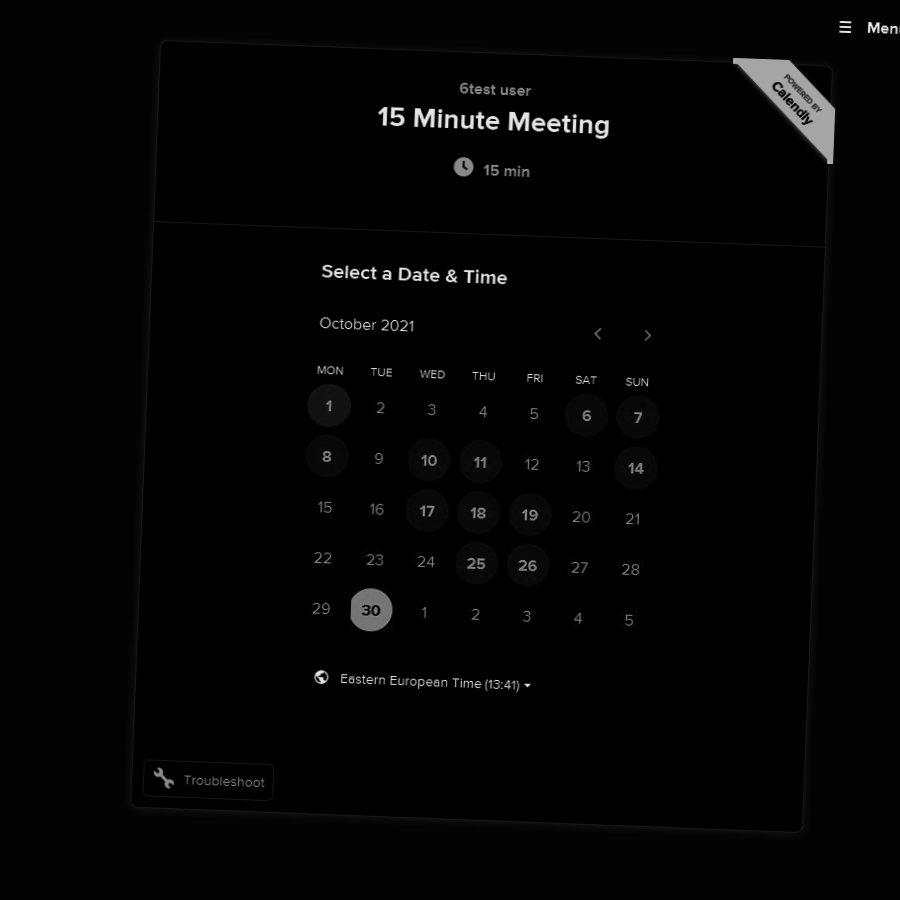 ☰ Menu
POWERED BY
Calendly
6test user
15 Minute Meeting
15 min
Select a Date & Time
October 2021
MON TUE WED THU FRI SAT SUN
1 2 3 4 5 6 7
8 9 10 11 12 13 14
15 16 17 18 19 20 21
22 23 24 25 26 27 28
29 30 1 2 3 4 5
Eastern European Time (13:41)
Troubleshoot